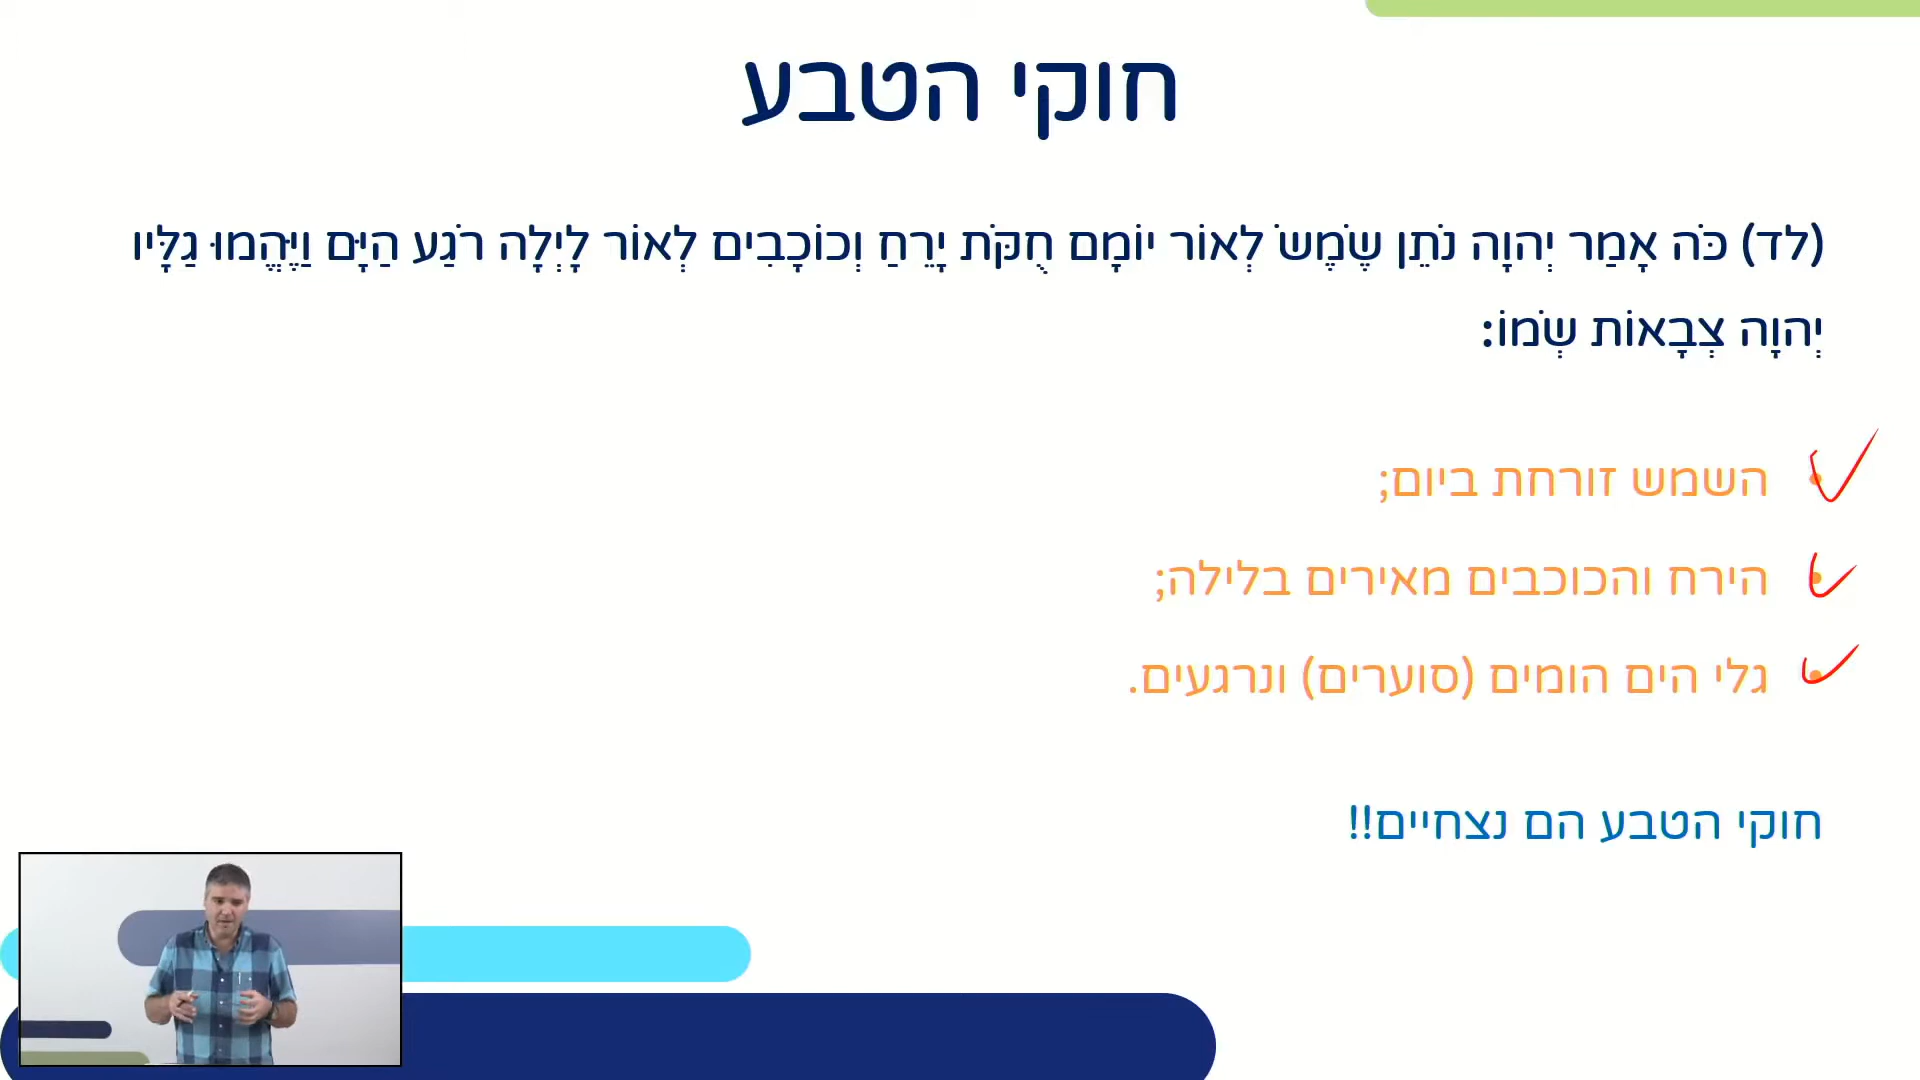 חוקי הטבע
(לד) כֹּה אָמַר יְהוָה נֹתֵן שֶׁמֶשׁ לְאוֹר יוֹמָם חֻקֹּת יָרֵחַ וְכוֹכָבִים לְאוֹר לָיְלָה רֹגַע הַיָּם וַיֶּהֱמוּ גַלָּיו
יְהוָה צְבָאוֹת שְׁמוֹ:
• השמש זורחת ביום;
• הירח והכוכבים מאירים בלילה;
• גלי הים הומים (סוערים) ונרגעים.
חוקי הטבע הם נצחיים!!